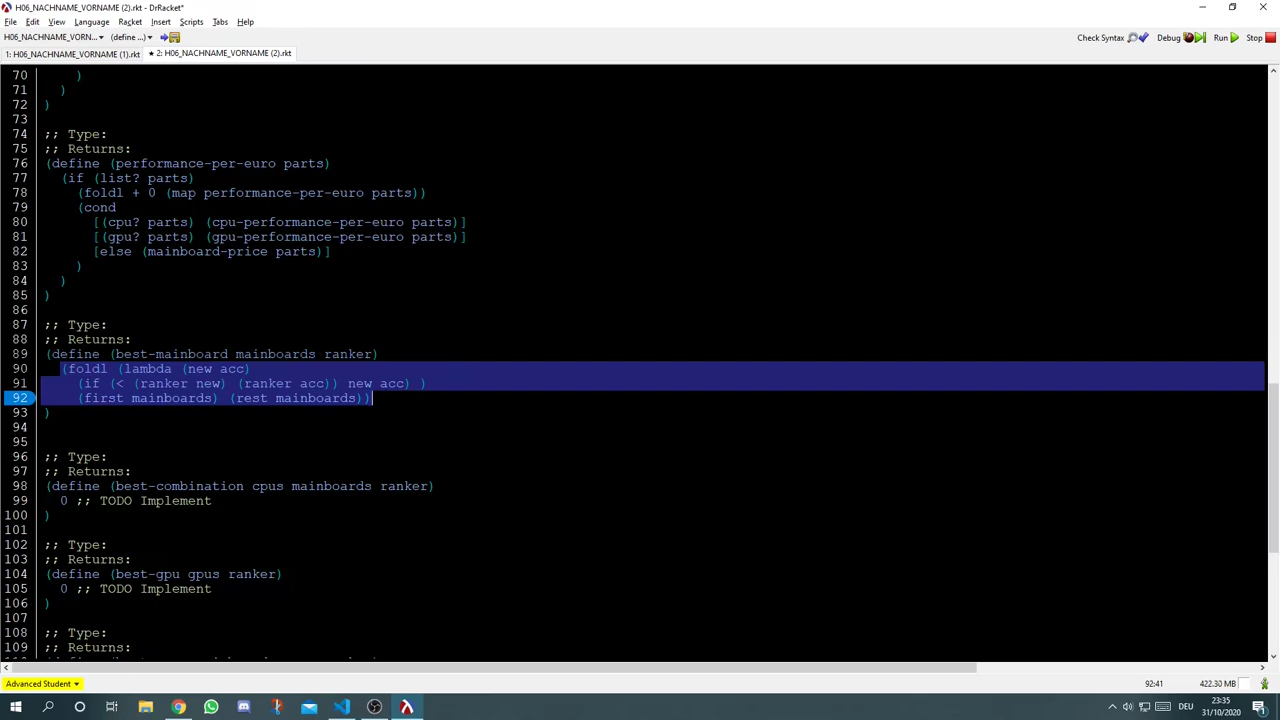 H06_NACHNAME_VORNAME (2).rkt - DrRacket*
File Edit View Language Racket Insert Scripts Tabs Help
H06_NACHNAME_VORN... (define ...) Check Syntax Debug Run Stop
1: H06_NACHNAME_VORNAME (1).rkt ★ 2: H06_NACHNAME_VORNAME (2).rkt
70 )
71 )
72 )
73
74 ;; Type:
75 ;; Returns:
76 (define (performance-per-euro parts)
77 (if (list? parts)
78 (foldl + 0 (map performance-per-euro parts))
79 (cond
80 [(cpu? parts) (cpu-performance-per-euro parts)]
81 [(gpu? parts) (gpu-performance-per-euro parts)]
82 [else (mainboard-price parts)]
83 )
84 )
85 )
86
87 ;; Type:
88 ;; Returns:
89 (define (best-mainboard mainboards ranker)
90 (foldl (lambda (new acc)
91 (if (< (ranker new) (ranker acc)) new acc) )
92 (first mainboards) (rest mainboards))
93 )
94
95
96 ;; Type:
97 ;; Returns:
98 (define (best-combination cpus mainboards ranker)
99 0 ;; TODO Implement
100 )
101
102 ;; Type:
103 ;; Returns:
104 (define (best-gpu gpus ranker)
105 0 ;; TODO Implement
106 )
107
108 ;; Type:
109 ;; Returns:
Advanced Student 92:41 422.30 MB
DEU 23:35
31/10/2020